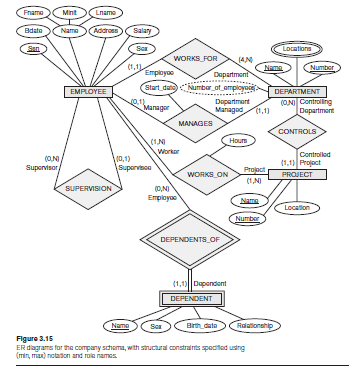 Fname Minit Lname
Bdate Name Address Salary
Ssn Sex
WORKS_FOR
(1,1) (4,N)
Employee Department
Start_date Number_of_employees
Locations
Name Number
EMPLOYEE
DEPARTMENT
(0,1)
Manager
Department
Managed
(1,1)
MANAGES
(0,N) Controlling
Department
CONTROLS
(1,N)
Worker
Hours
(0,N)
Supervisor
(0,1)
Supervisee
WORKS_ON
Project
(1,N)
(1,1) Controlled
Project
PROJECT
SUPERVISION
(0,N)
Employee
Name
Number
Location
DEPENDENTS_OF
(1,1) Dependent
DEPENDENT
Name Sex Birth_date Relationship
Figure 3.15
ER diagrams for the company schema, with structural constraints specified using
(min, max) notation and role names.